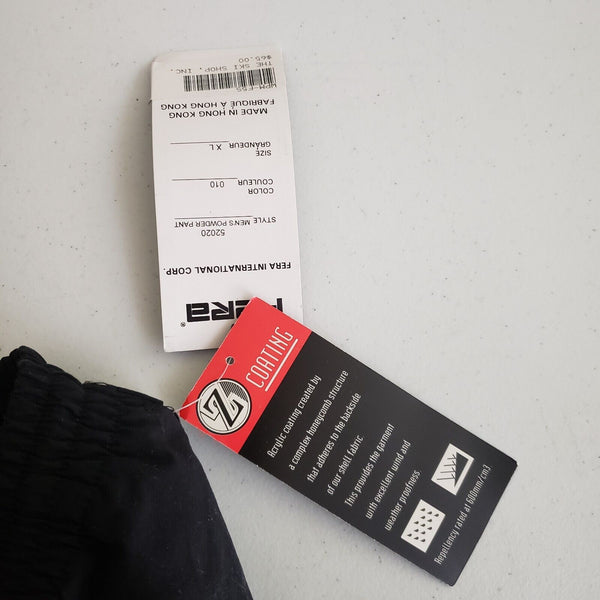 FERA®
FERA INTERNATIONAL CORP.
52020
STYLE MEN'S POWDER PANT
COLOR
COULEUR 010
SIZE
GRANDEUR X L
MADE IN HONG KONG
FABRIQUÉ À HONG KONG
THE SKI SHOP, INC.
$65.00
Z
COATING
Acrylic coating created by
a complex honeycomb structure
that adheres to the backside
of our shell fabric
This provides the garment
with excellent wind and
weather proofness
Repellency rated at 600mm/cm3